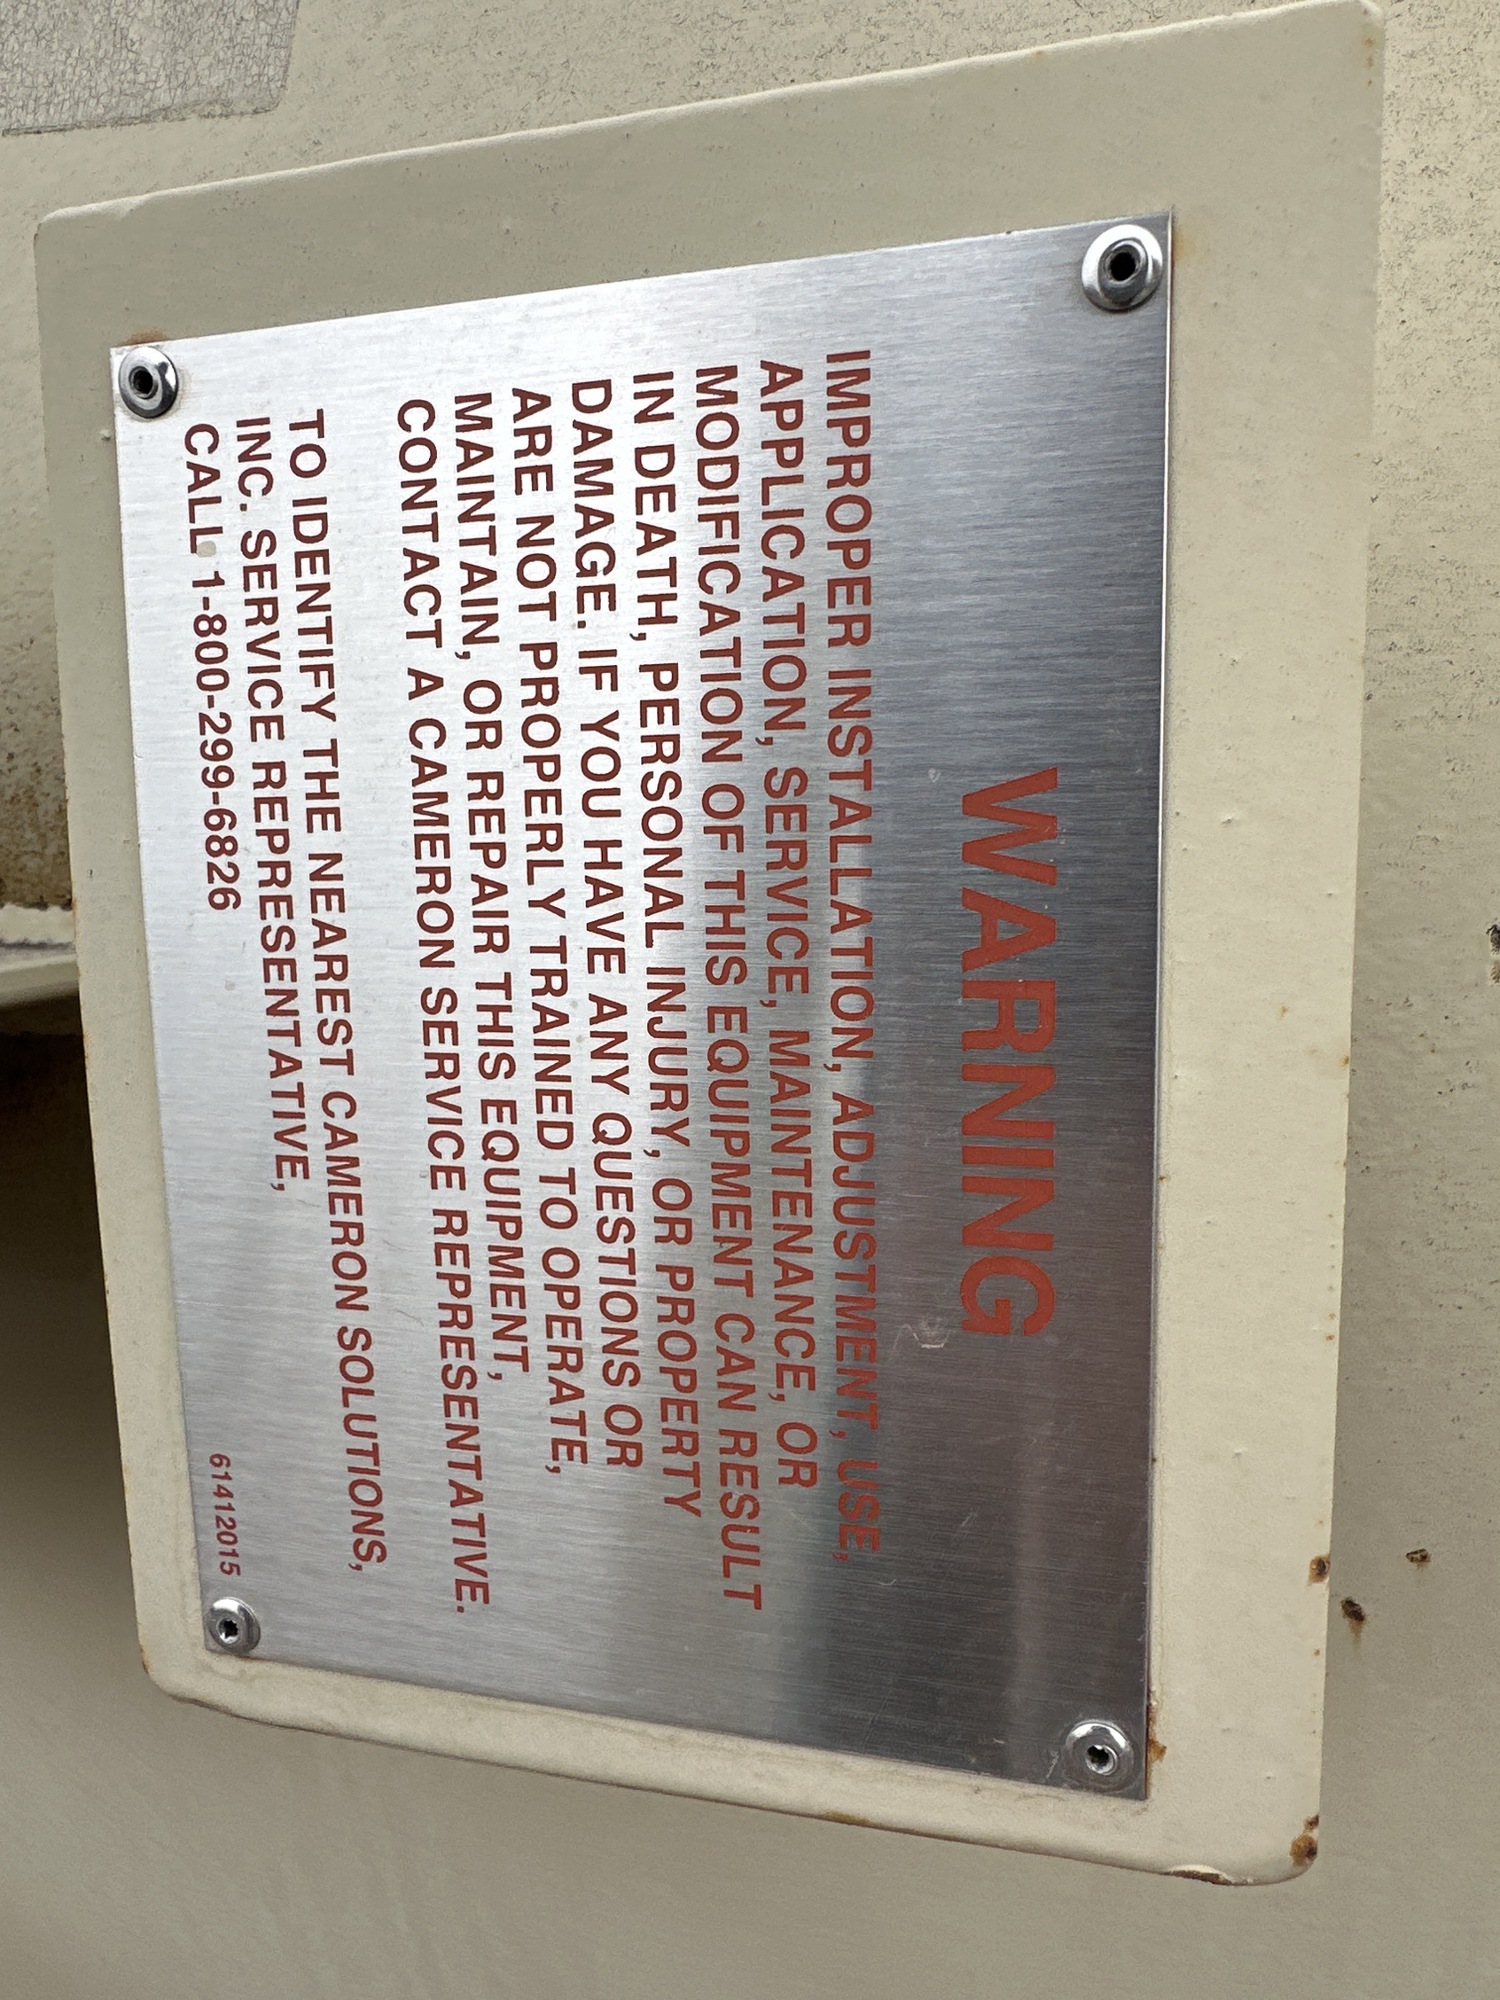 WARNING
IMPROPER INSTALLATION, ADJUSTMENT, USE,
APPLICATION, SERVICE, MAINTENANCE, OR
MODIFICATION OF THIS EQUIPMENT CAN RESULT
IN DEATH, PERSONAL INJURY, OR PROPERTY
DAMAGE. IF YOU HAVE ANY QUESTIONS OR
ARE NOT PROPERLY TRAINED TO OPERATE,
MAINTAIN, OR REPAIR THIS EQUIPMENT,
CONTACT A CAMERON SERVICE REPRESENTATIVE.
TO IDENTIFY THE NEAREST CAMERON SOLUTIONS,
INC. SERVICE REPRESENTATIVE,
CALL 1-800-299-6826
61412015